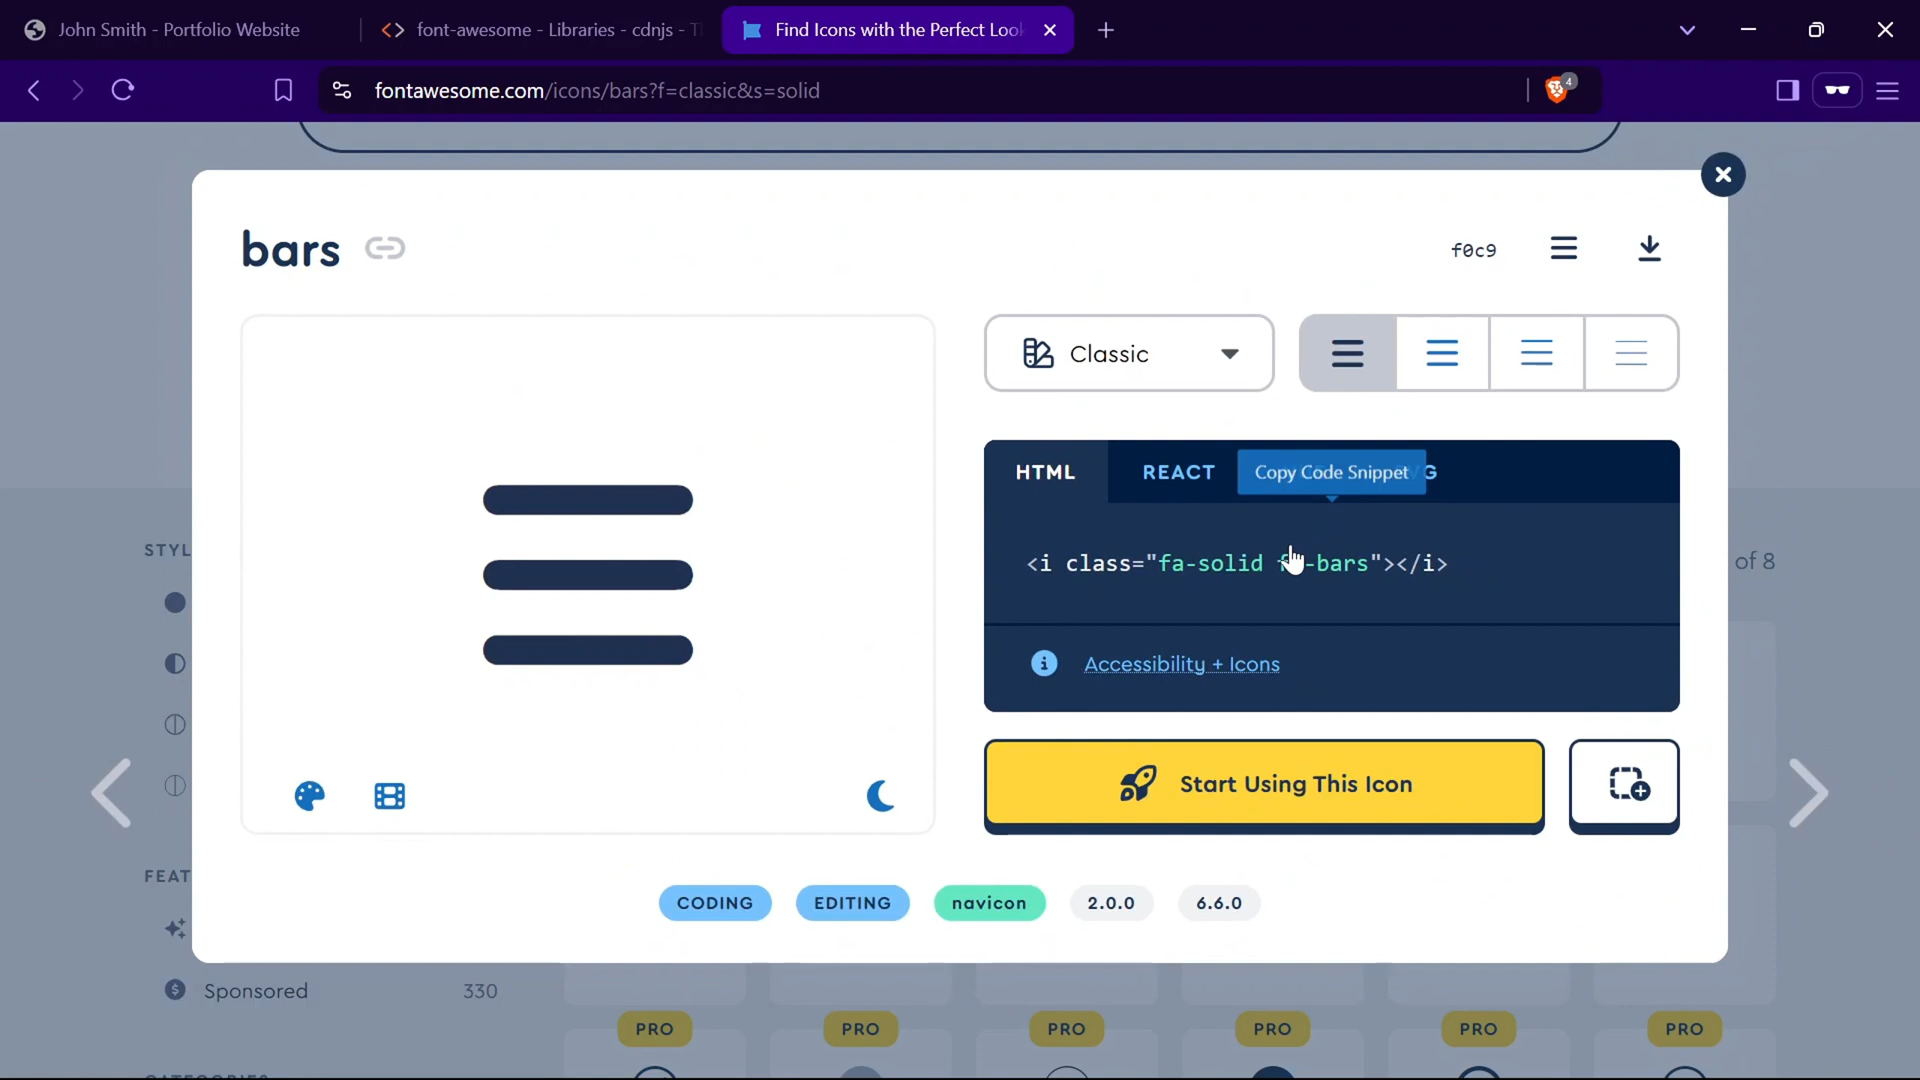 John Smith - Portfolio Website
font-awesome - Libraries - cdnjs - T
Find Icons with the Perfect Loo
fontawesome.com/icons/bars?f=classic&s=solid
4
bars
f0c9
Classic
HTML
REACT
Copy Code Snippet
G
<i class="fa-solid f -bars"></i>
Accessibility + Icons
Start Using This Icon
STYL
of 8
FEAT
CODING
EDITING
navicon
2.0.0
6.6.0
Sponsored
330
PRO
PRO
PRO
PRO
PRO
PRO